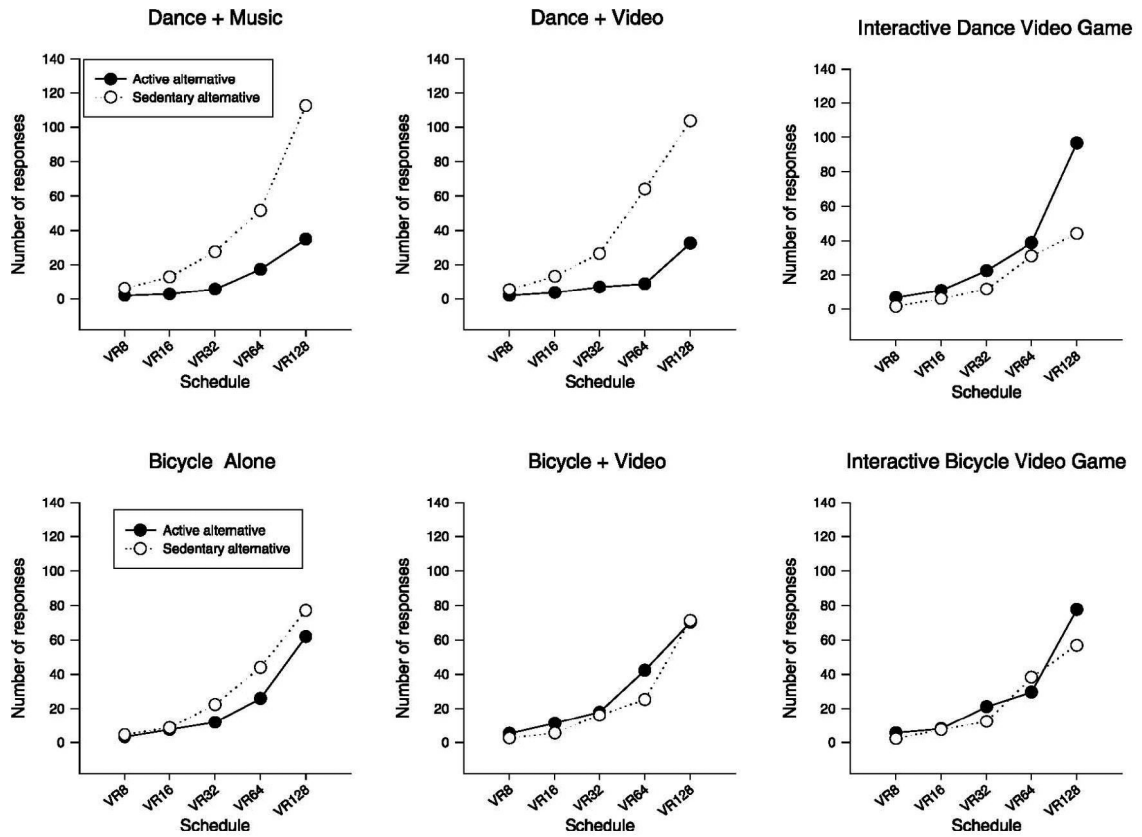 Dance + Music
Number of responses
140
120
100
80
60
40
20
0
Active alternative
Sedentary alternative
VR8
VR16
VR32
VR64
VR128
Schedule
Dance + Video
Number of responses
140
120
100
80
60
40
20
0
VR8
VR16
VR32
VR64
VR128
Schedule
Interactive Dance Video Game
Number of responses
140
120
100
80
60
40
20
0
VR8
VR16
VR32
VR64
VR128
Schedule
Bicycle Alone
Number of responses
140
120
100
80
60
40
20
0
Active alternative
Sedentary alternative
VR8
VR16
VR32
VR64
VR128
Schedule
Bicycle + Video
Number of responses
140
120
100
80
60
40
20
0
VR8
VR16
VR32
VR64
VR128
Schedule
Interactive Bicycle Video Game
Number of responses
140
120
100
80
60
40
20
0
VR8
VR16
VR32
VR64
VR128
Schedule